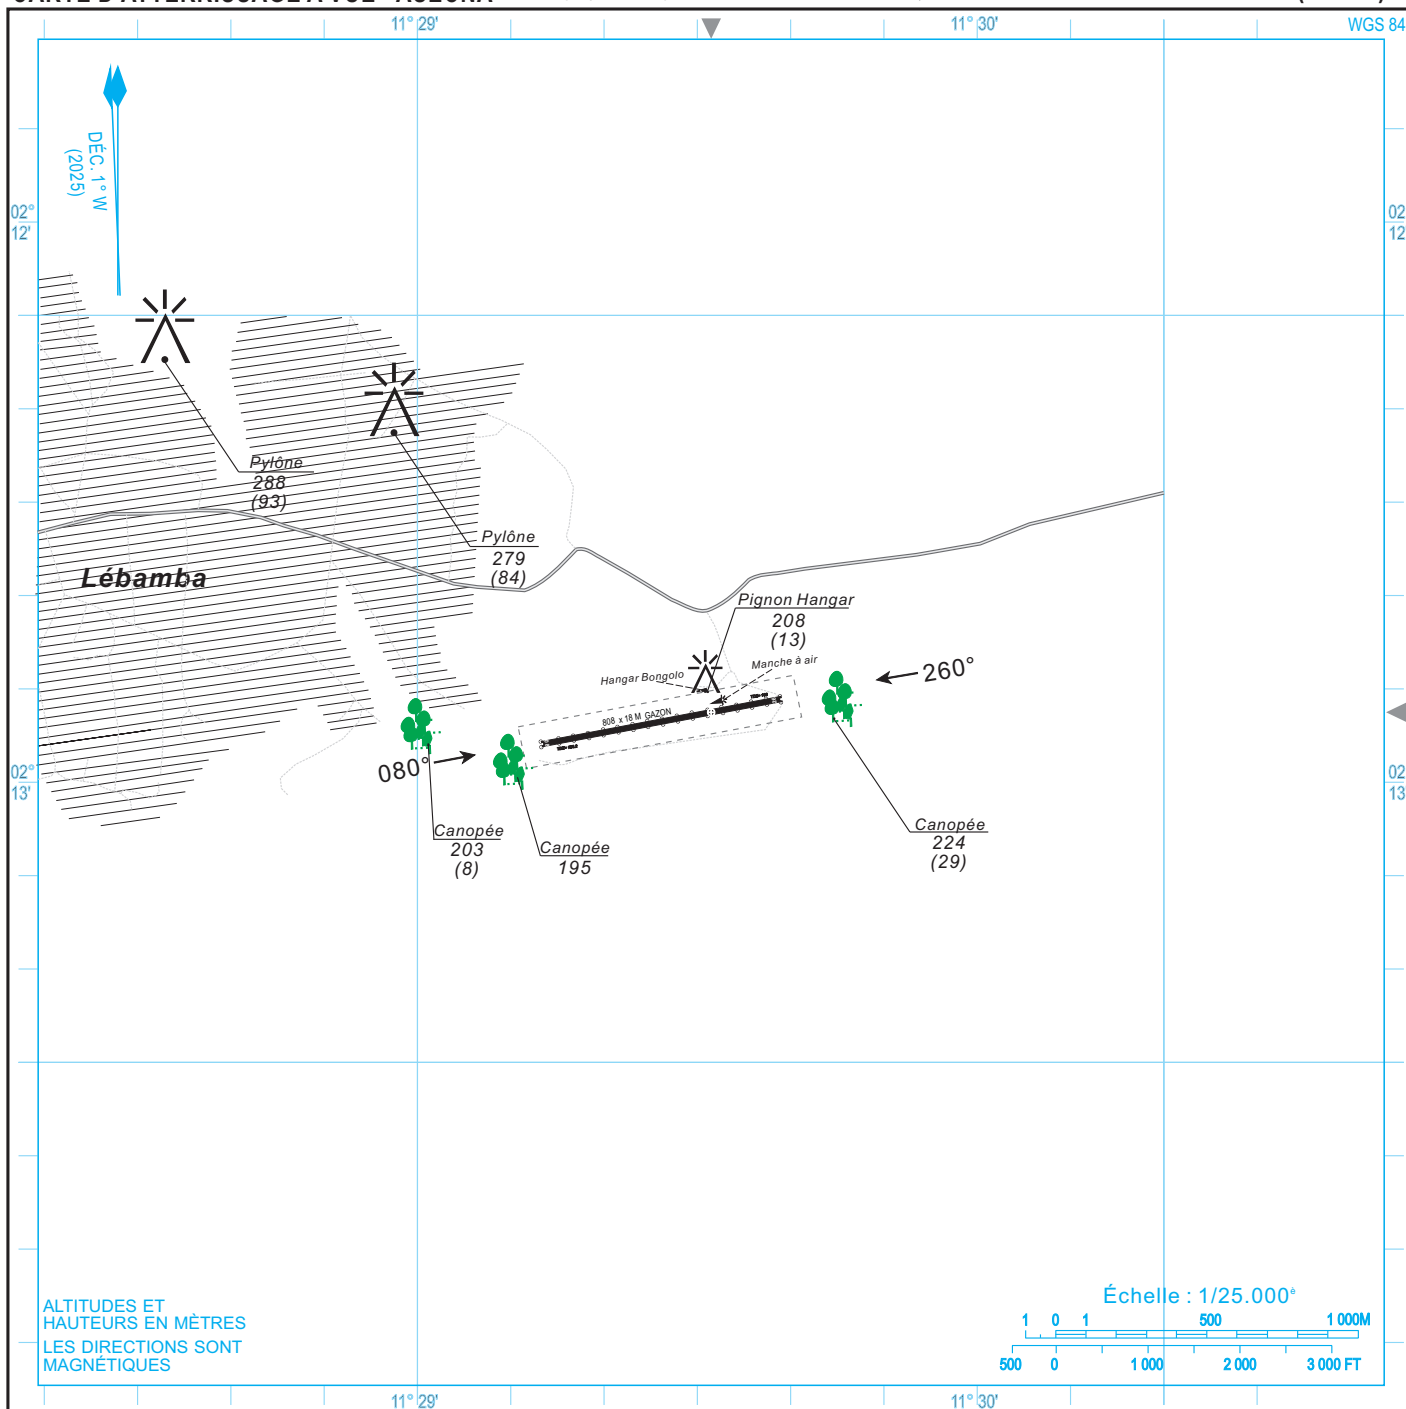 11° 29'
11° 30'
WGS 84
DÉC. 1° W
(2025)
02°
12'
02
12
Pylône
288
(93)
Pylône
279
(84)
Lébamba
Pignon Hangar
208
(13)
Hangar Bongolo
Manche à air
260°
808 x 18 M GAZON
080°
02°
13'
02
13
Canopée
203
(8)
Canopée
195
Canopée
224
(29)
ALTITUDES ET
HAUTEURS EN MÈTRES
LES DIRECTIONS SONT
MAGNÉTIQUES
Échelle : 1/25.000è
1 0 1 500 1 000M
500 0 1 000 2 000 3 000 FT
11° 29'
11° 30'